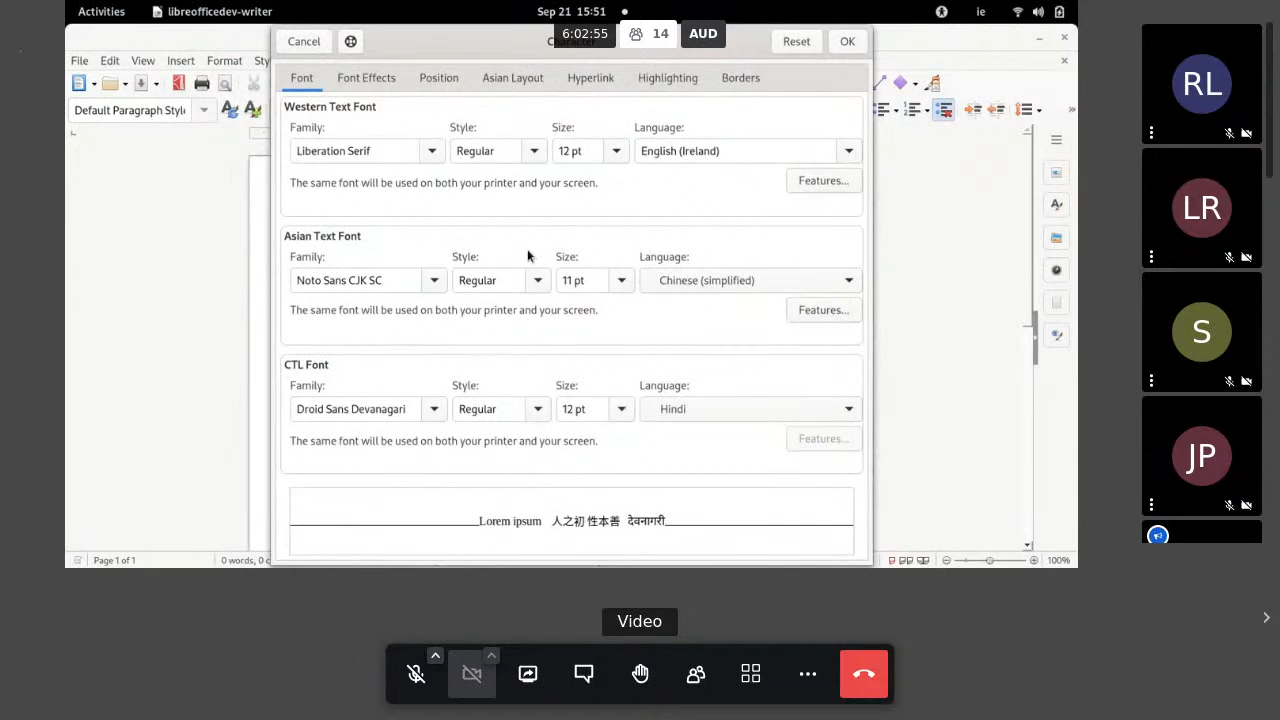 Activities libreofficedev-writer Sep 21 15:51 ie
6:02:55 14 AUD
Cancel Reset OK
File Edit View Insert Format
Font Font Effects Position Asian Layout Hyperlink Highlighting Borders
Default Paragraph Style
Western Text Font
Family: Style: Size: Language:
Liberation Serif Regular 12 pt English (Ireland)
The same font will be used on both your printer and your screen. Features...
Asian Text Font
Family: Style: Size: Language:
Noto Sans CJK SC Regular 11 pt Chinese (simplified)
The same font will be used on both your printer and your screen. Features...
CTL Font
Family: Style: Size: Language:
Droid Sans Devanagari Regular 12 pt Hindi
The same font will be used on both your printer and your screen. Features...
Lorem ipsum 人之初 性本善 देवनागरी
Page 1 of 1 0 words, 0 c 100%
RL
LR
S
JP
Video